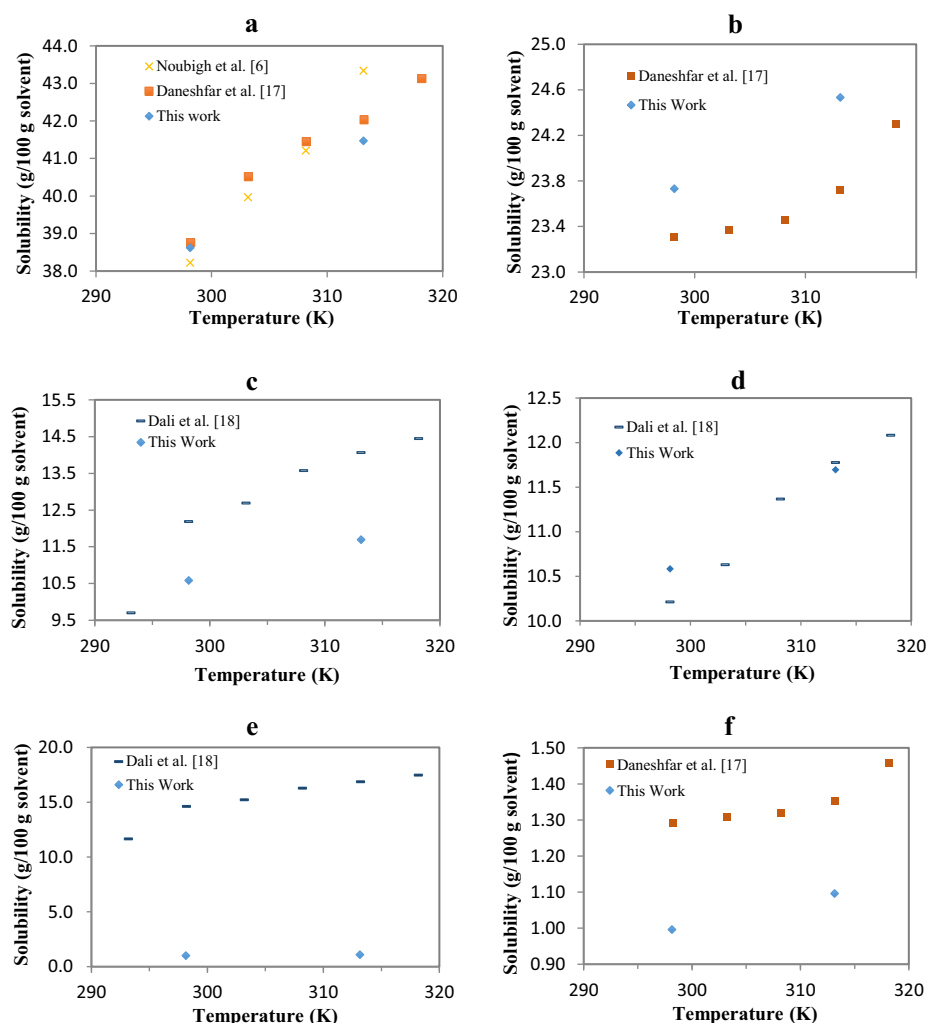 a
Solubility (g/100 g solvent)
44.0
43.0
42.0
41.0
40.0
39.0
38.0
Noubigh et al. [6]
Daneshfar et al. [17]
This work
290
300
310
320
Temperature (K)
b
Solubility (g/100 g solvent)
25.0
24.6
24.2
23.8
23.4
23.0
Daneshfar et al. [17]
This Work
290
300
310
Temperature (K)
c
Solubility (g/100 g solvent)
15.5
14.5
13.5
12.5
11.5
10.5
9.5
Dali et al. [18]
This Work
290
300
310
320
Temperature (K)
d
Solubility (g/100 g solvent)
12.5
12.0
11.5
11.0
10.5
10.0
Dali et al. [18]
This Work
290
300
310
320
Temperature (K)
e
Solubility (g/100 g solvent)
20.0
15.0
10.0
5.0
0.0
Dali et al. [18]
This Work
290
300
310
320
Temperature (K)
f
Solubility (g/100 g solvent)
1.50
1.40
1.30
1.20
1.10
1.00
0.90
Daneshfar et al. [17]
This Work
290
300
310
320
Temperature (K)